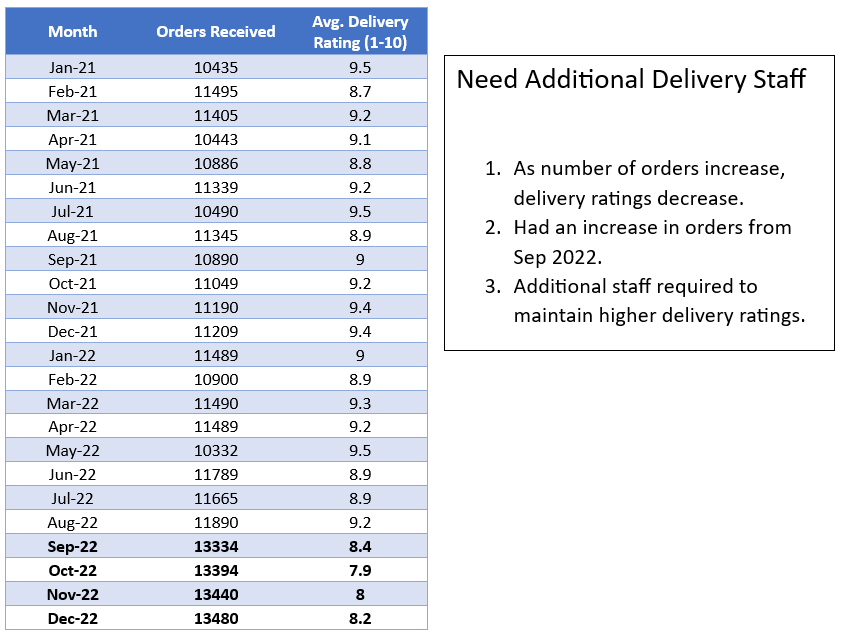 Month Orders Received Avg. Delivery
Rating (1-10)
Jan-21 10435 9.5
Feb-21 11495 8.7
Mar-21 11405 9.2
Apr-21 10443 9.1
May-21 10886 8.8
Jun-21 11339 9.2
Jul-21 10490 9.5
Aug-21 11345 8.9
Sep-21 10890 9
Oct-21 11049 9.2
Nov-21 11190 9.4
Dec-21 11209 9.4
Jan-22 11489 9
Feb-22 10900 8.9
Mar-22 11490 9.3
Apr-22 11489 9.2
May-22 10332 9.5
Jun-22 11789 8.9
Jul-22 11665 8.9
Aug-22 11890 9.2
Sep-22 13334 8.4
Oct-22 13394 7.9
Nov-22 13440 8
Dec-22 13480 8.2
Need Additional Delivery Staff
1. As number of orders increase,
delivery ratings decrease.
2. Had an increase in orders from
Sep 2022.
3. Additional staff required to
maintain higher delivery ratings.